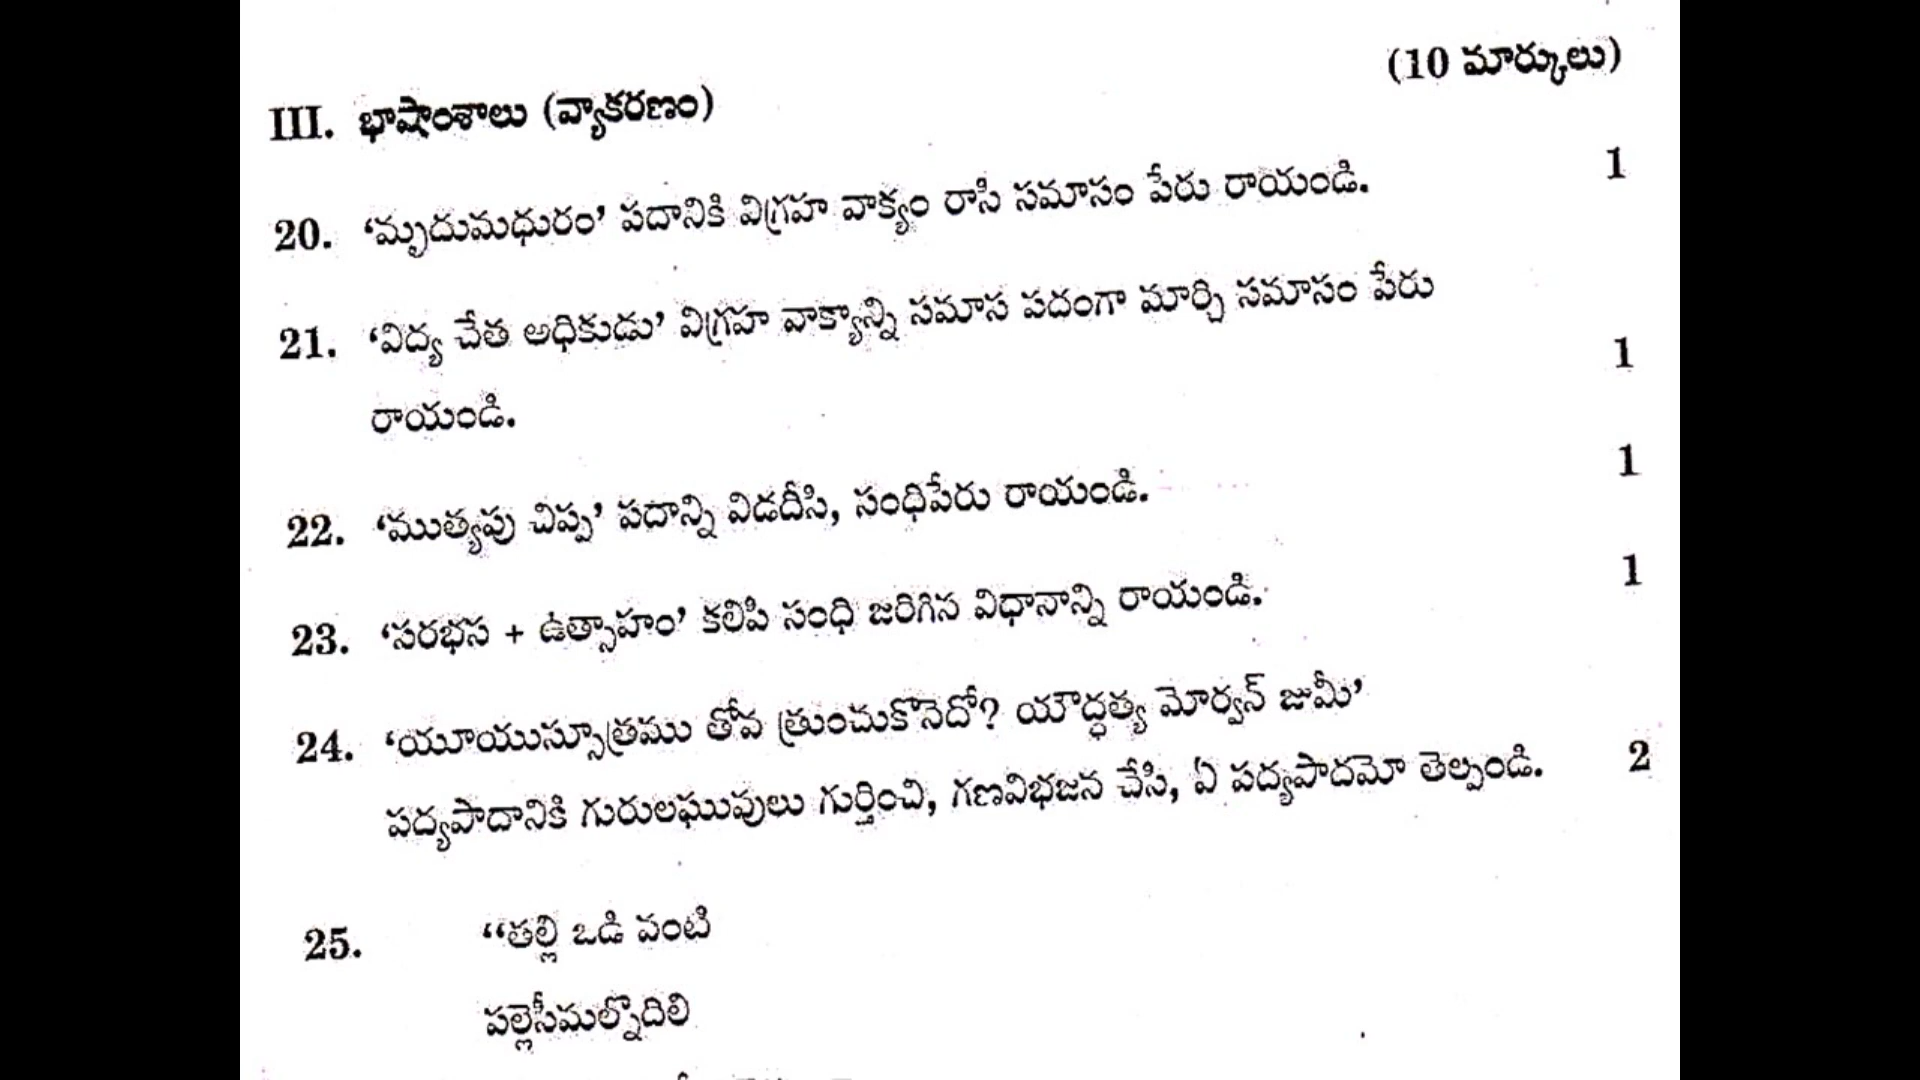 (10 మార్కులు)
III. భాషాంశాలు (వ్యాకరణం)
20. ‘మృదుమధురం’ పదానికి విగ్రహ వాక్యం రాసి సమాసం పేరు రాయండి. 1
21. ‘విద్య చేత అధికుడు’ విగ్రహ వాక్యాన్ని సమాస పదంగా మార్చి సమాసం పేరు
రాయండి. 1
22. ‘ముత్యపు చిప్ప’ పదాన్ని విడదీసి, సంధిపేరు రాయండి. 1
23. ‘సరభస + ఉత్సాహం’ కలిపి సంధి జరిగిన విధానాన్ని రాయండి. 1
24. ‘యూయుస్సూత్రము తోవ త్రుంచుకొనెదో? యౌద్ధత్య మోర్వన్ జుమీ’
పద్యపాదానికి గురులఘువులు గుర్తించి, గణవిభజన చేసి, ఏ పద్యపాదమో తెల్పండి. 2
25. “తల్లి ఒడి వంటి
పల్లెసీమల్నొదిలి